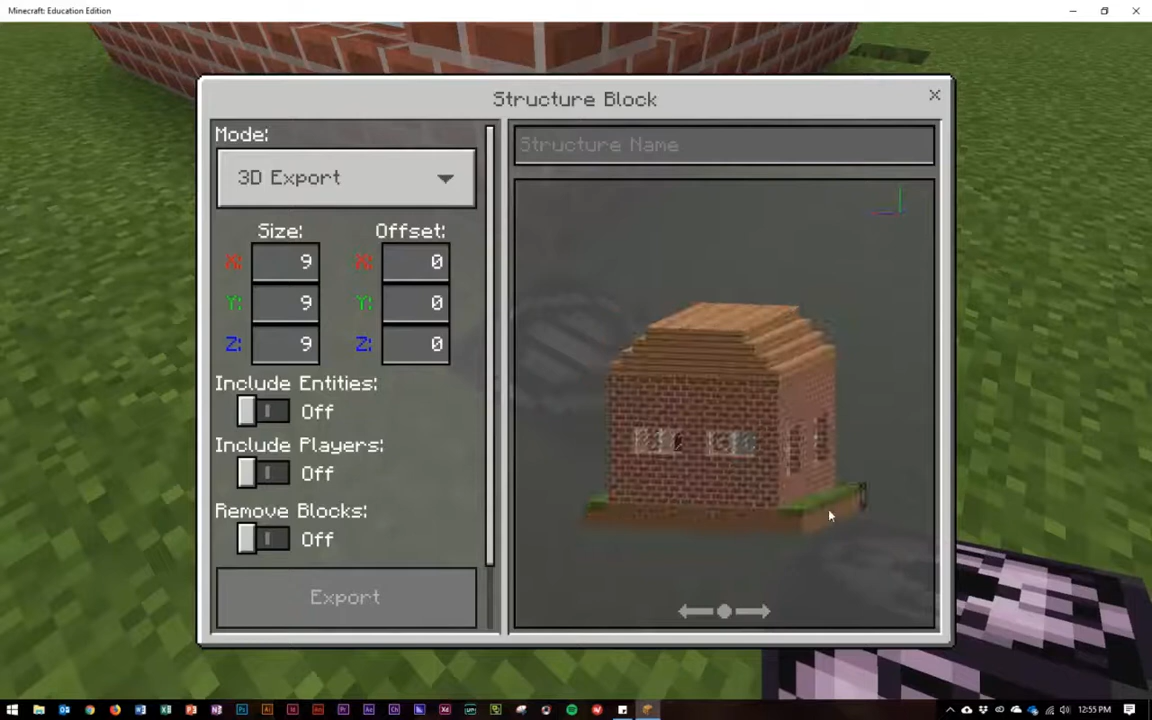 Minecraft: Education Edition
Structure Block
Mode:
3D Export
Size:
Offset:
X: 9
X: 0
Y: 9
Y: 0
Z: 9
Z: 0
Include Entities:
Off
Include Players:
Off
Remove Blocks:
Off
Export
Structure Name
12:55 PM